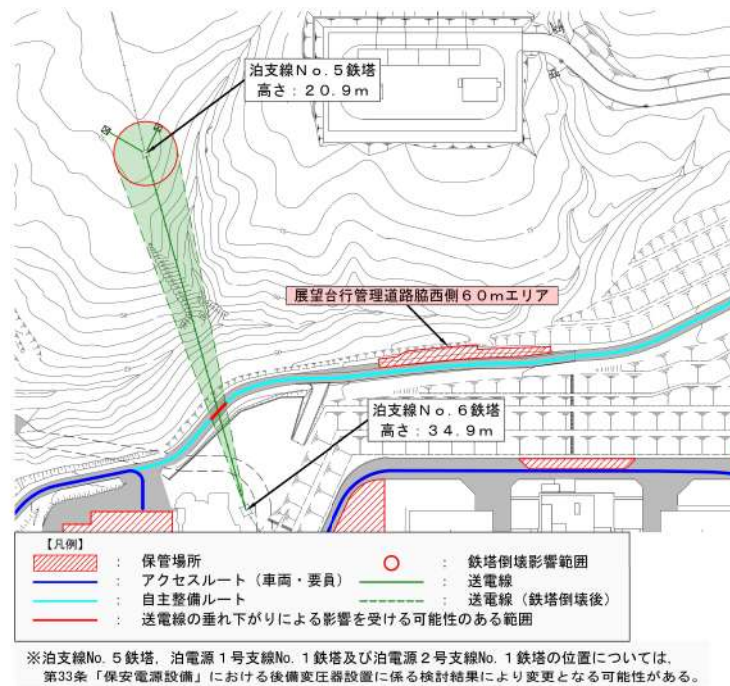 泊支線No.5鉄塔
高さ:20.9m
展望台行管理道路脇西側60mエリア
泊支線No.6鉄塔
高さ:34.9m
【凡例】
: 保管場所
: 鉄塔倒壊影響範囲
: アクセスルート(車両・要員)
: 送電線
: 自主整備ルート
: 送電線(鉄塔倒壊後)
: 送電線の垂れ下がりによる影響を受ける可能性のある範囲
※泊支線No.5鉄塔,泊電源1号支線No.1鉄塔及び泊電源2号支線No.1鉄塔の位置については,
第33条「保安電源設備」における後備変圧器設置に係る検討結果により変更となる可能性がある。